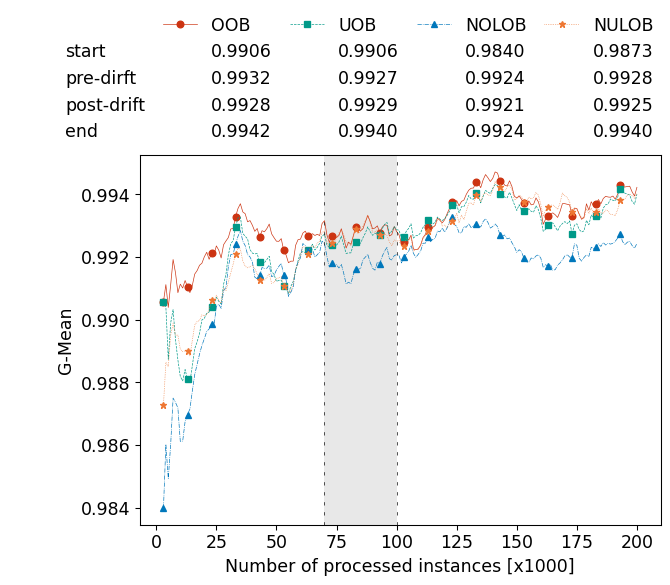 OOB UOB NOLOB NULOB
start 0.9906 0.9906 0.9840 0.9873
pre-dirft 0.9932 0.9927 0.9924 0.9928
post-drift 0.9928 0.9929 0.9921 0.9925
end 0.9942 0.9940 0.9924 0.9940
0.994
0.992
0.990
0.988
0.986
0.984
G-Mean
0 25 50 75 100 125 150 175 200
Number of processed instances [x1000]